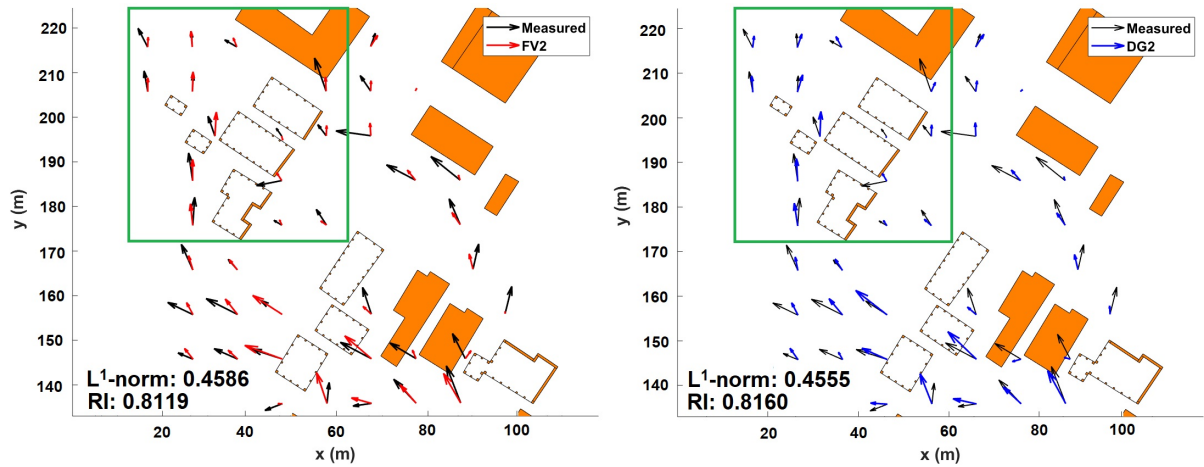 220
210
200
190
180
170
160
150
140
y (m)
20
40
60
80
100
x (m)
Measured
FV2
L¹-norm: 0.4586
RI: 0.8119
220
210
200
190
180
170
160
150
140
y (m)
20
40
60
80
100
x (m)
Measured
DG2
L¹-norm: 0.4555
RI: 0.8160